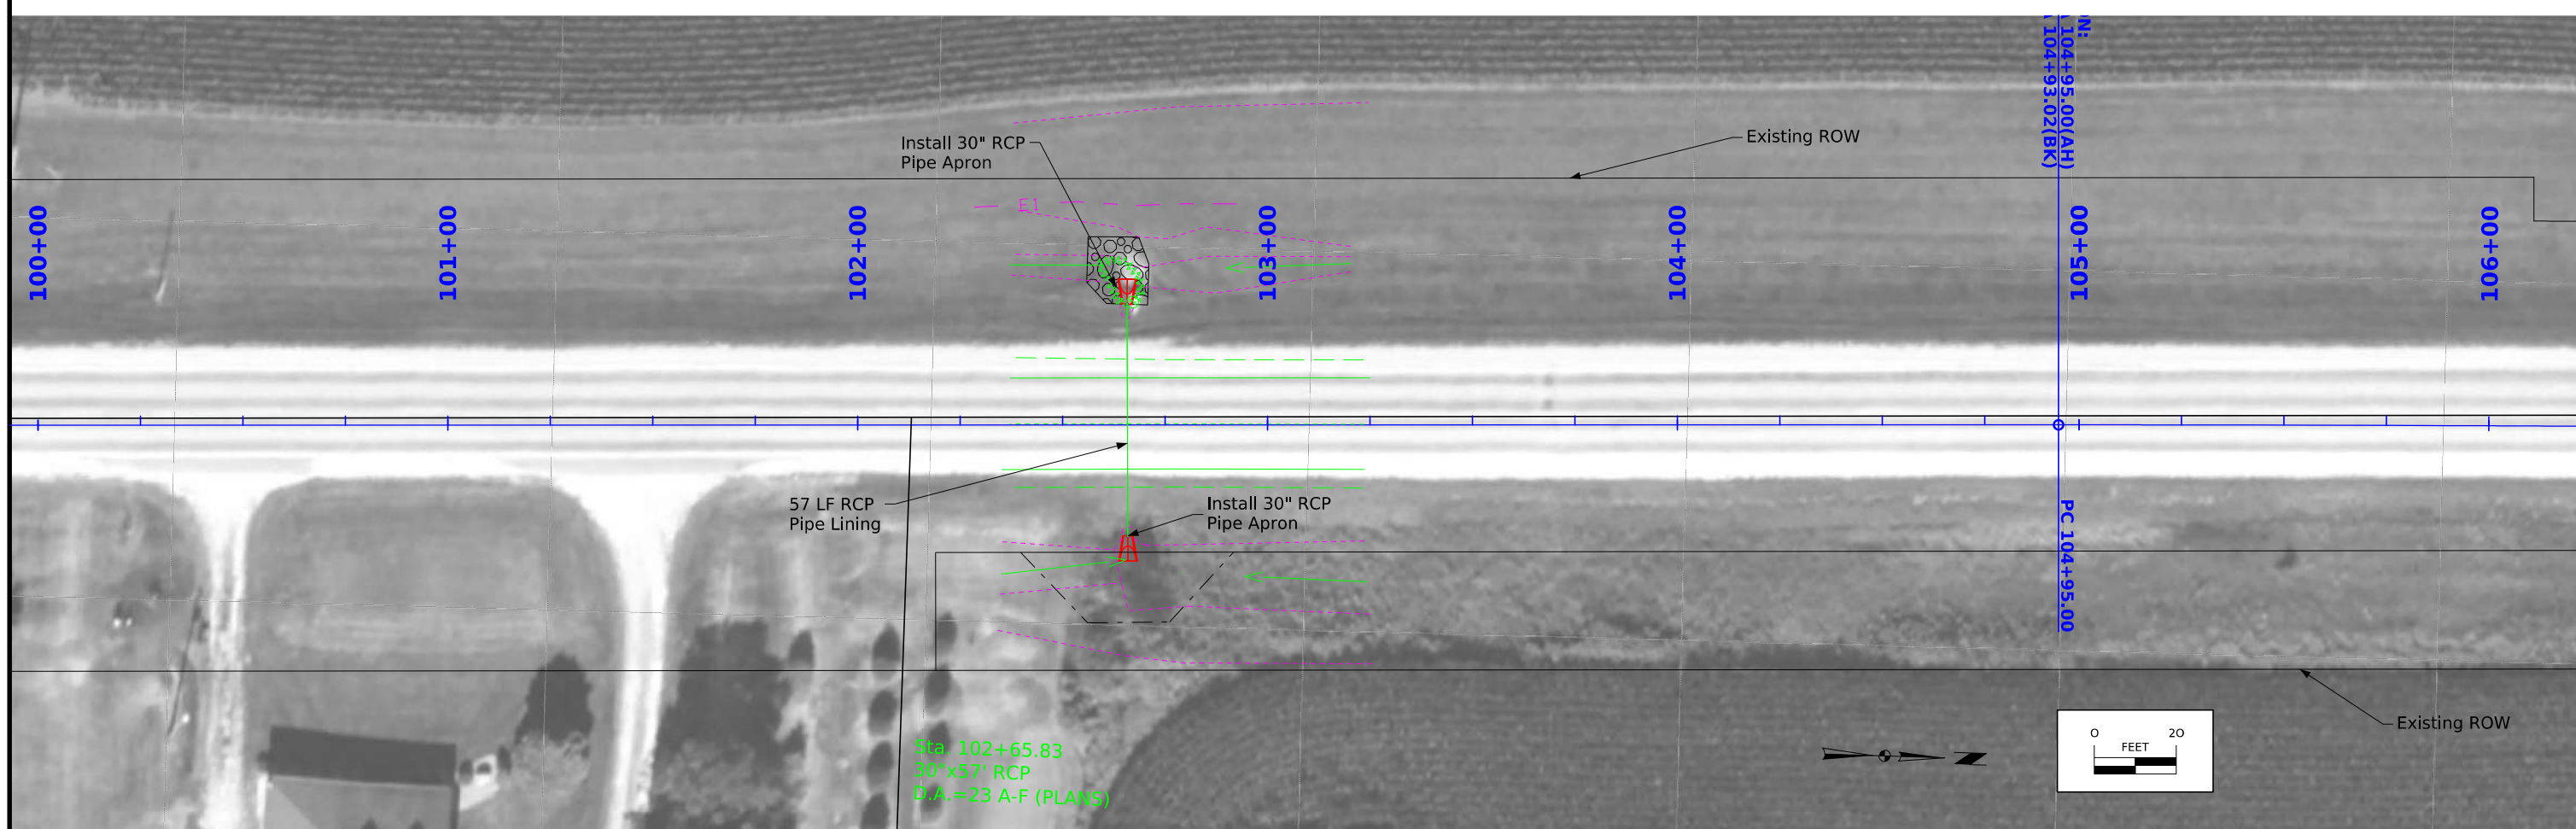 N:
104+95.00(AH)
104+93.02(BK)
Install 30" RCP
Pipe Apron
Existing ROW
E1
100+00
101+00
102+00
103+00
104+00
105+00
106+00
57 LF RCP
Pipe Lining
Install 30" RCP
Pipe Apron
PC 104+95.00
Existing ROW
Sta 102+65.83
30"x57' RCP
D.A.=23 A-F (PLANS)
0 20
FEET
Z